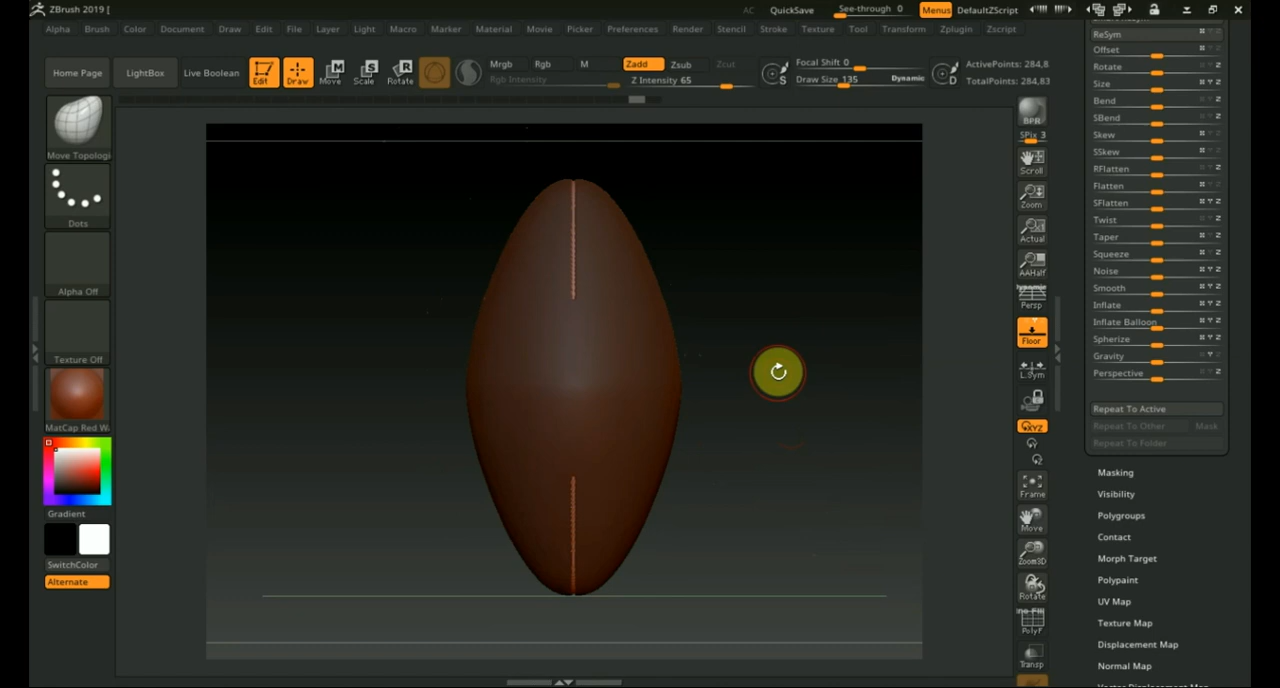 ZBrush 2019 [
AC QuickSave See-through 0 Menus DefaultZScript
Alpha Brush Color Document Draw Edit File Layer Light Macro Marker Material Movie Picker Preferences Render Stencil Stroke Texture Tool Transform Zplugin Zscript
Home Page LightBox Live Boolean Edit Draw Move Scale Rotate
Mrgb Rgb M Zadd Zsub Zcut
Rgb Intensity Z Intensity 65
Focal Shift 0
Draw Size 135 Dynamic
S
D
ActivePoints: 284,8
TotalPoints: 284,83
Move Topologi
Dots
Alpha Off
Texture Off
MatCap Red W
Gradient
SwitchColor
Alternate
BPR
SPix 3
Scroll
Zoom
Actual
AAHalf
Persp
Floor
L.Sym
XYZ
Frame
Move
Zoom3D
Rotate
PolyF
Transp
ReSym
Offset
Rotate
Size
Bend
SBend
Skew
SSkew
RFlatten
Flatten
SFlatten
Twist
Taper
Squeeze
Noise
Smooth
Inflate
Inflate Balloon
Spherize
Gravity
Perspective
Repeat To Active
Repeat To Other Mask
Repeat To Folder
Masking
Visibility
Polygroups
Contact
Morph Target
Polypaint
UV Map
Texture Map
Displacement Map
Normal Map